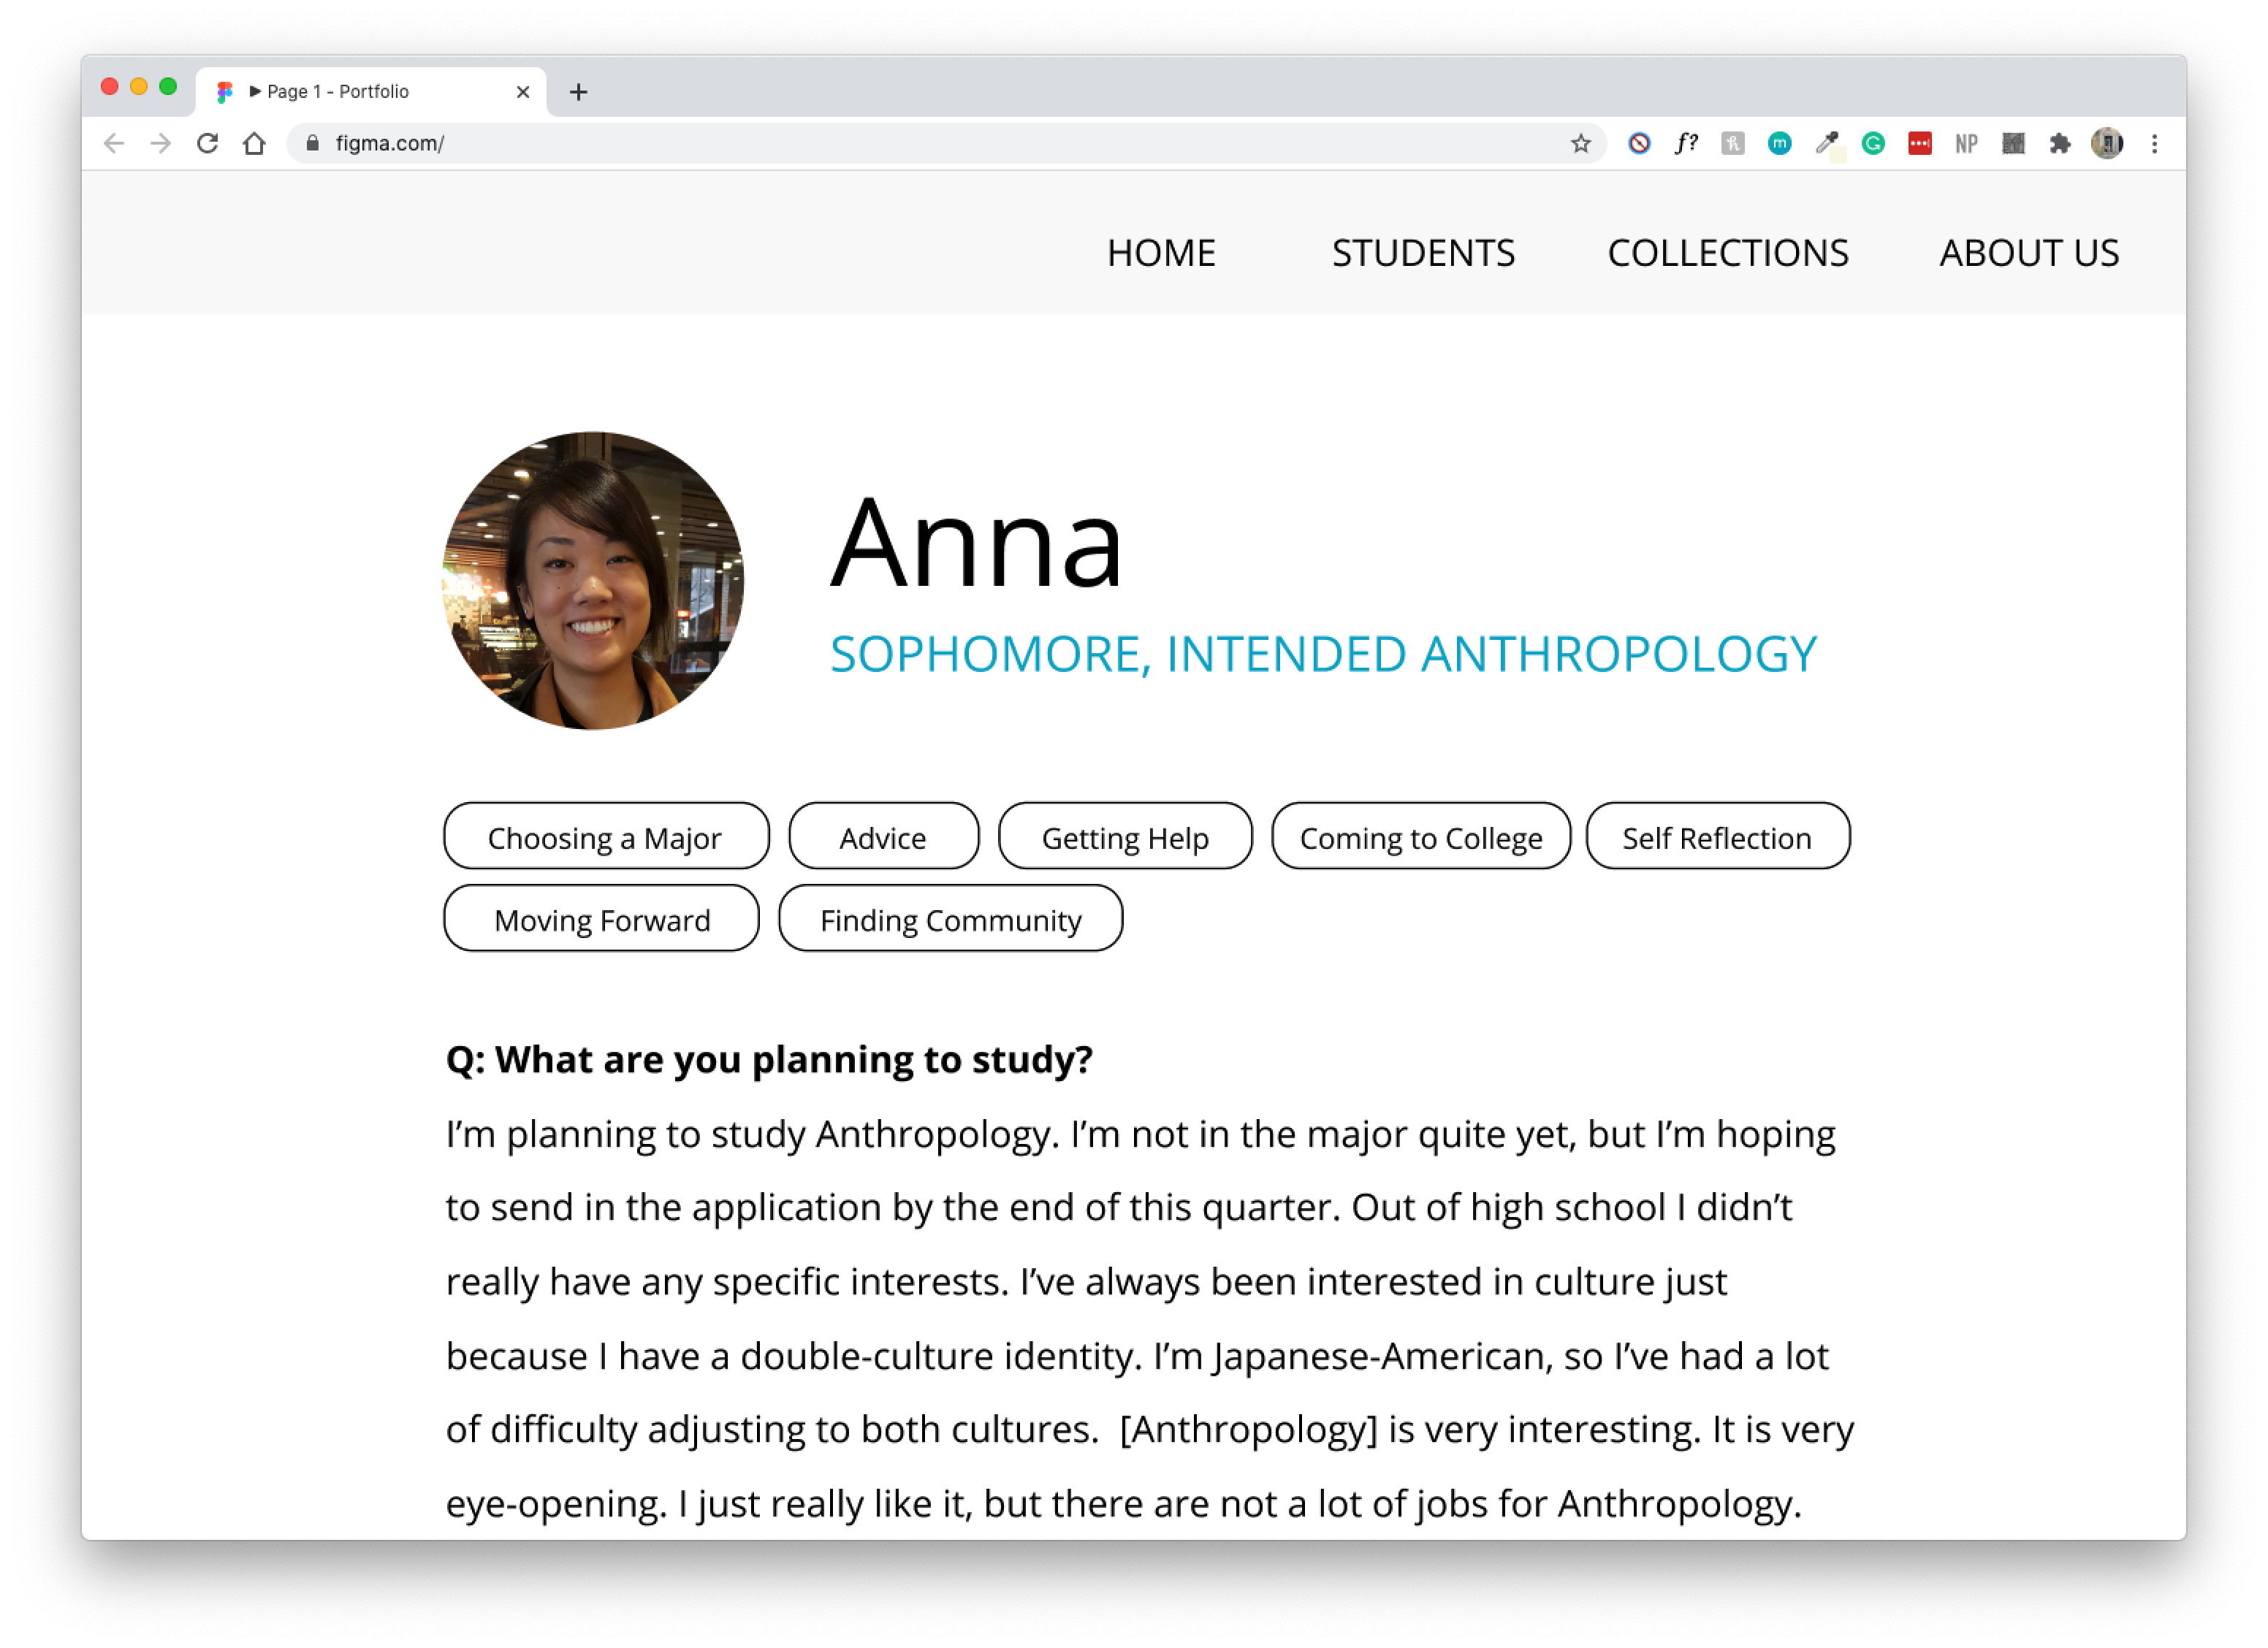 Page 1 - Portfolio
figma.com/
f? h m G NP
HOME STUDENTS COLLECTIONS ABOUT US
Anna
SOPHOMORE, INTENDED ANTHROPOLOGY
Choosing a Major Advice Getting Help Coming to College Self Reflection
Moving Forward Finding Community
Q: What are you planning to study?
I’m planning to study Anthropology. I’m not in the major quite yet, but I’m hoping
to send in the application by the end of this quarter. Out of high school I didn’t
really have any specific interests. I’ve always been interested in culture just
because I have a double-culture identity. I’m Japanese-American, so I’ve had a lot
of difficulty adjusting to both cultures.  [Anthropology] is very interesting. It is very
eye-opening. I just really like it, but there are not a lot of jobs for Anthropology.